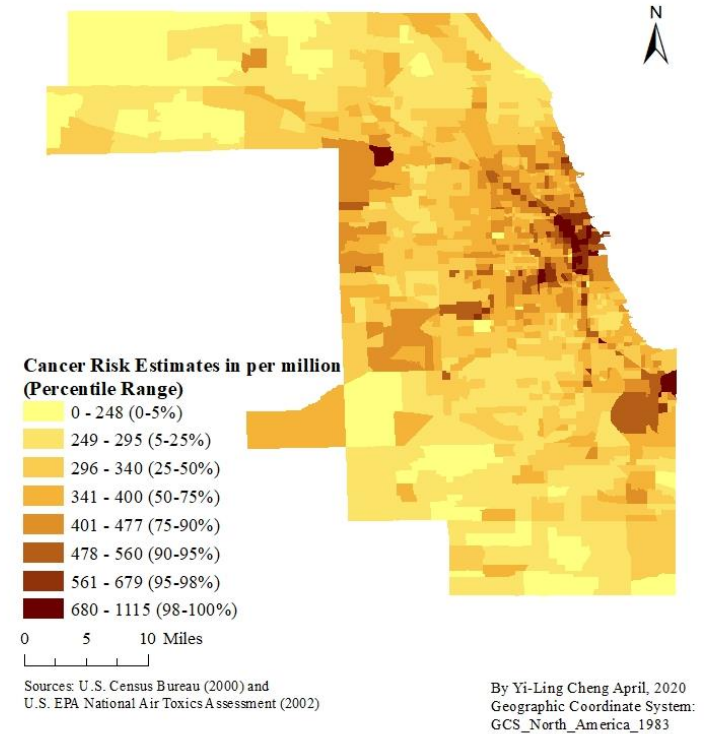 N
Cancer Risk Estimates in per million
(Percentile Range)
0 - 248 (0-5%)
249 - 295 (5-25%)
296 - 340 (25-50%)
341 - 400 (50-75%)
401 - 477 (75-90%)
478 - 560 (90-95%)
561 - 679 (95-98%)
680 - 1115 (98-100%)
0 5 10 Miles
Sources: U.S. Census Bureau (2000) and
U.S. EPA National Air Toxics Assessment (2002)
By Yi-Ling Cheng April, 2020
Geographic Coordinate System:
GCS_North_America_1983